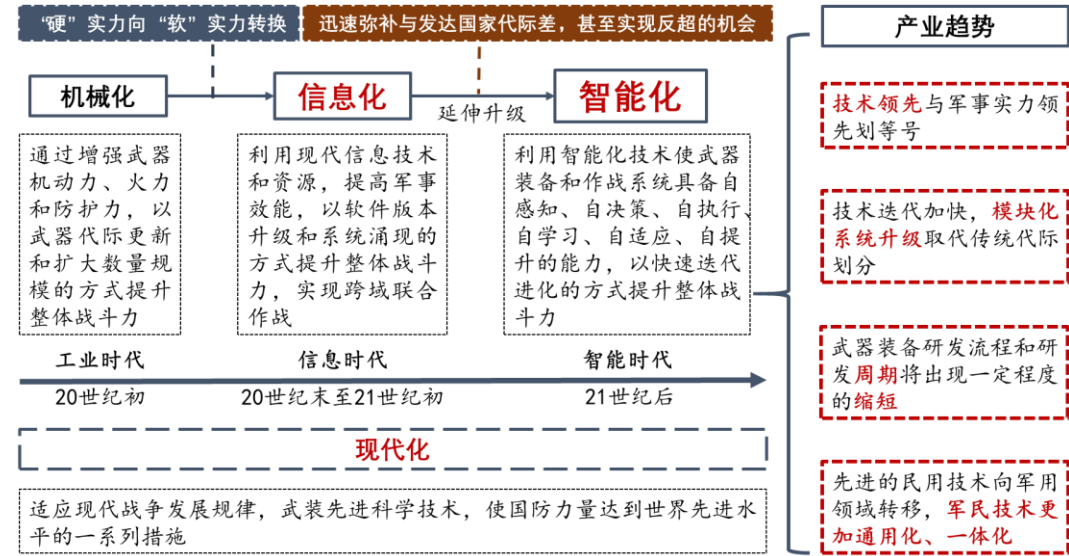 “硬”实力向“软”实力转换
迅速弥补与发达国家代际差，甚至实现反超的机会
机械化
信息化
延伸升级
智能化
通过增强武器
机动力、火力
和防护力，以
武器代际更新
和扩大数量规
模的方式提升
整体战斗力
利用现代信息技术
和资源，提高军事
效能，以软件版本
升级和系统涌现的
方式提升整体战斗
力，实现跨域联合
作战
利用智能化技术使武器
装备和作战系统具备自
感知、自决策、自执行、
自学习、自适应、自提
升的能力，以快速迭代
进化的方式提升整体战
斗力
工业时代
信息时代
智能时代
20世纪初
20世纪末至21世纪初
21世纪后
现代化
适应现代战争发展规律，武装先进科学技术，使国防力量达到世界先进水
平的一系列措施
产业趋势
技术领先与军事实力领
先划等号
技术迭代加快，模块化
系统升级取代传统代际
划分
武器装备研发流程和研
发周期将出现一定程度
的缩短
先进的民用技术向军用
领域转移，军民技术更
加通用化、一体化